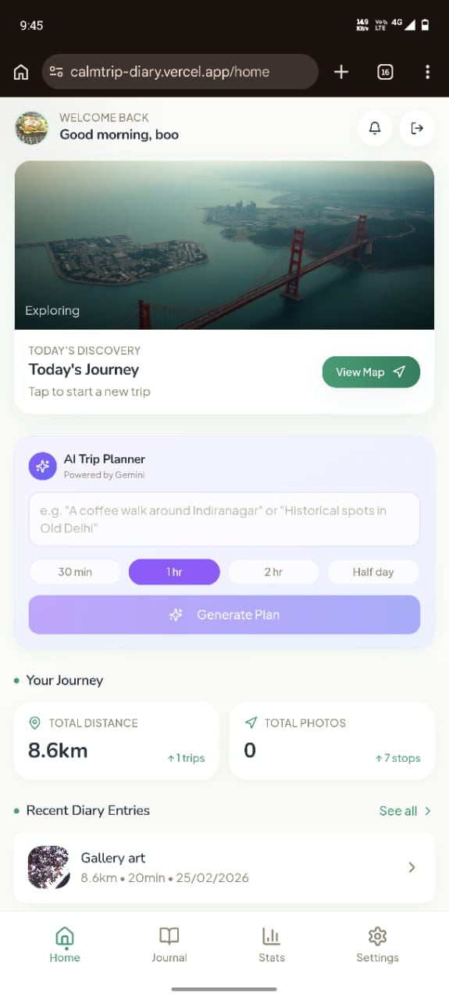 9:45
14.9
KB/s
Vo
LTE
4G
calmtrip-diary.vercel.app/home
16
WELCOME BACK
Good morning, boo
Exploring
TODAY'S DISCOVERY
Today's Journey
Tap to start a new trip
View Map
AI Trip Planner
Powered by Gemini
e.g. "A coffee walk around Indiranagar" or "Historical spots in
Old Delhi"
30 min
1 hr
2 hr
Half day
Generate Plan
Your Journey
TOTAL DISTANCE
8.6km
↑ 1 trips
TOTAL PHOTOS
0
↑ 7 stops
Recent Diary Entries
See all
Gallery art
8.6km • 20min • 25/02/2026
Home
Journal
Stats
Settings